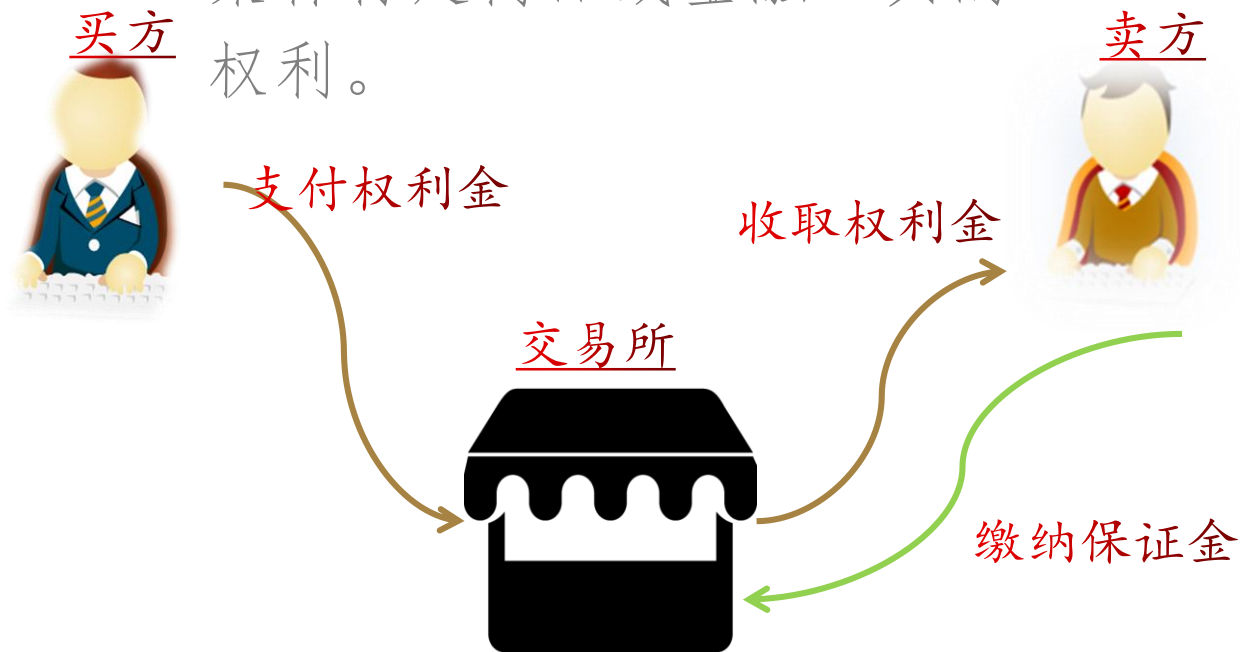 买方
权利。
卖方
支付权利金
收取权利金
交易所
缴纳保证金